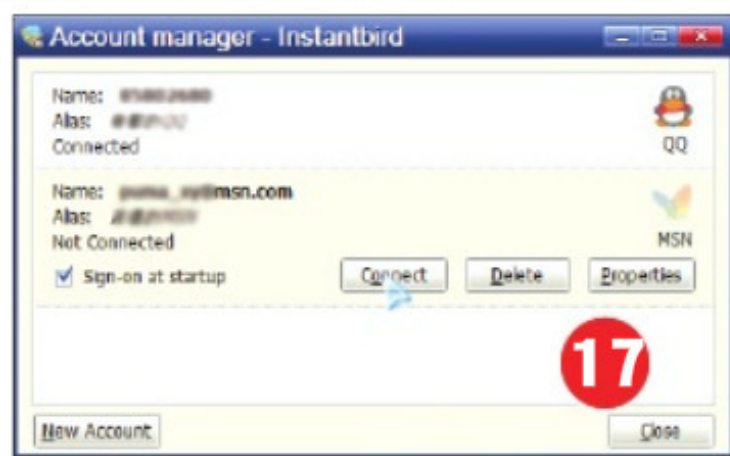 Account manager - Instantbird
Name:
Alias:
Connected
QQ
Name: @msn.com
Alias:
Not Connected
MSN
Sign-on at startup
Connect
Delete
Properties
17
New Account
Close